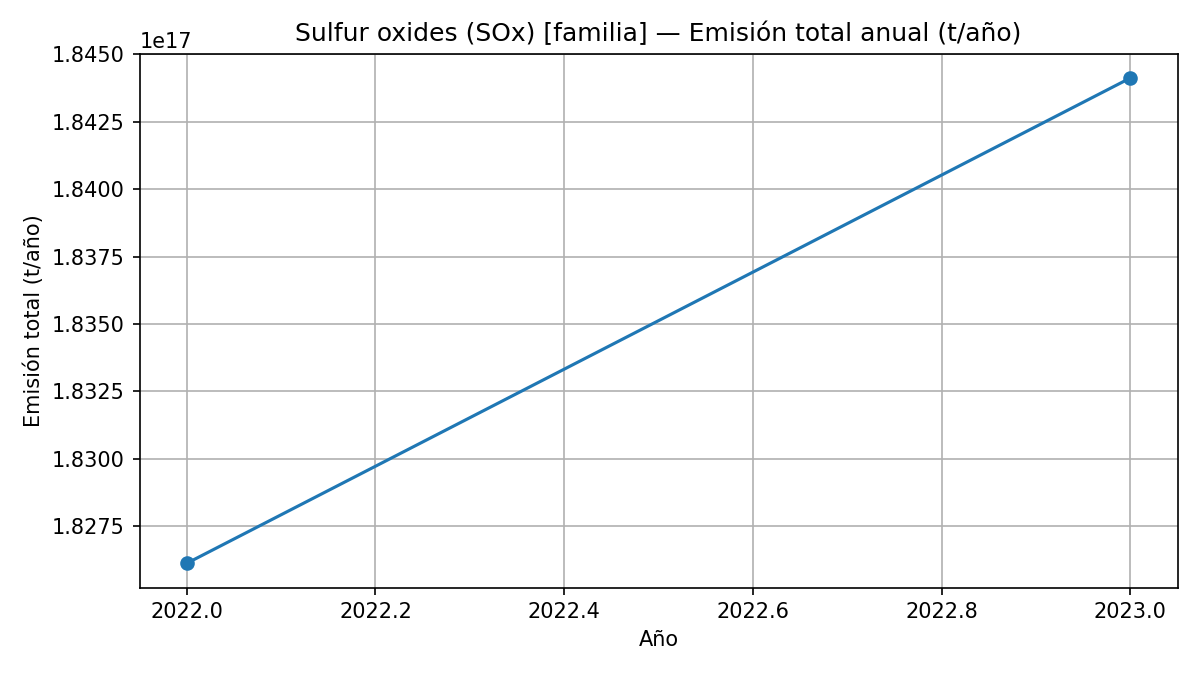 Sulfur oxides (SOx) [familia] — Emisión total anual (t/año)
1e17
1.8450
1.8425
1.8400
1.8375
1.8350
1.8325
1.8300
1.8275
Emisión total (t/año)
2022.0 2022.2 2022.4 2022.6 2022.8 2023.0
Año